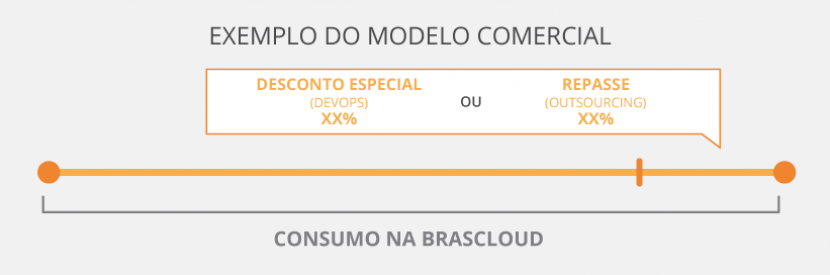 EXEMPLO DO MODELO COMERCIAL
DESCONTO ESPECIAL
(DEVOPS)
XX%
OU
REPASSE
(OUTSOURCING)
XX%
CONSUMO NA BRASCLOUD